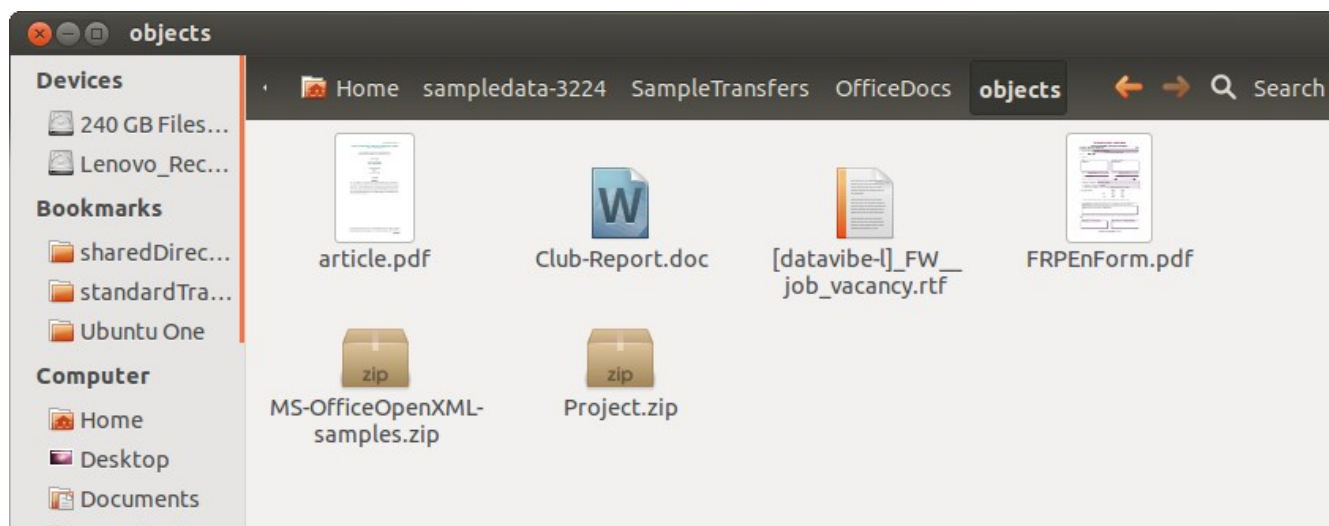 objects
Devices
240 GB Files...
Lenovo_Rec...
Bookmarks
sharedDirec...
standardTra...
Ubuntu One
Computer
Home
Desktop
Documents
Home sampledata-3224 SampleTransfers OfficeDocs objects Search
article.pdf
W
Club-Report.doc
[datavibe-l]_FW__
job_vacancy.rtf
FRPEnForm.pdf
zip
MS-OfficeOpenXML-
samples.zip
zip
Project.zip